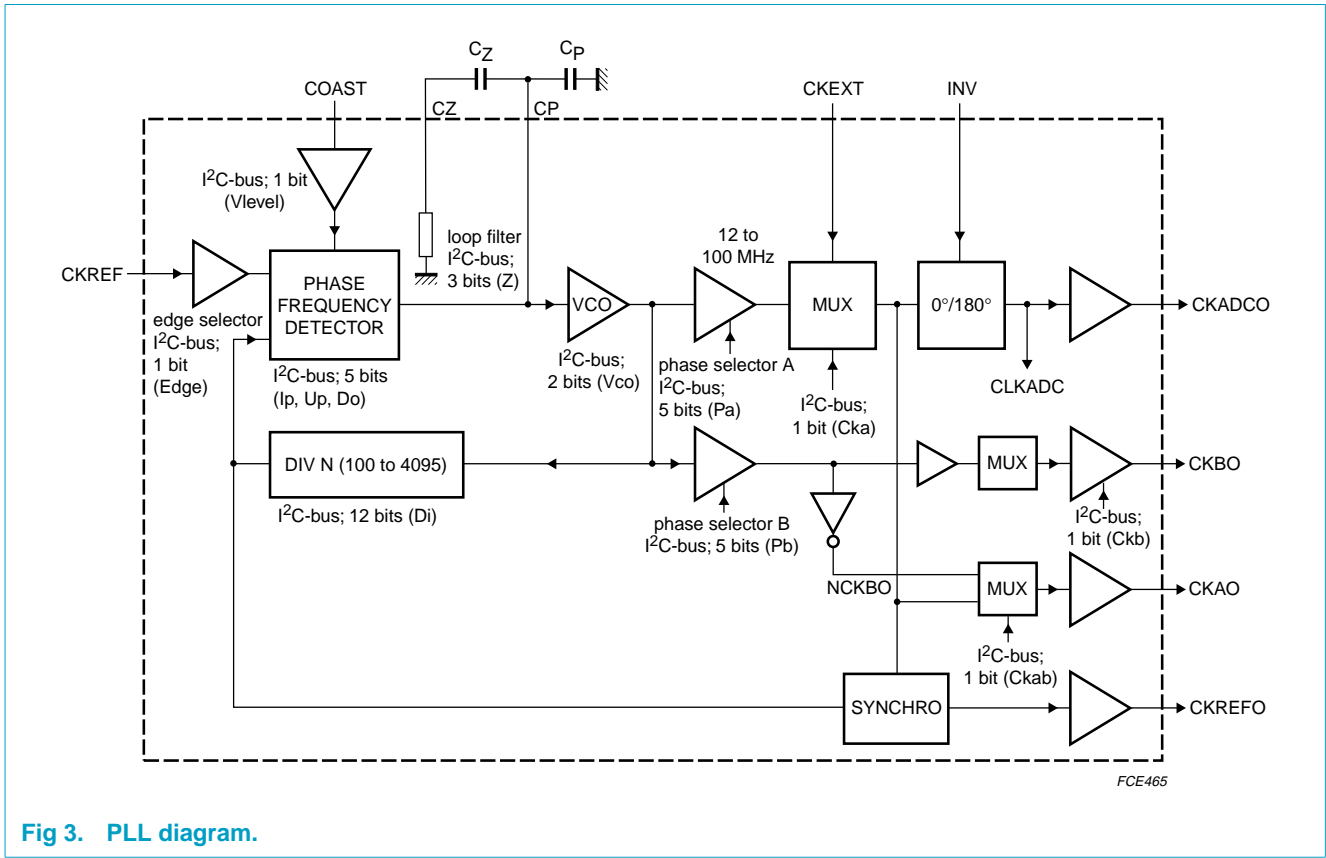 C_Z
C_P
COAST
CKEXT
INV
CZ
CP
I²C-bus; 1 bit
(Vlevel)
12 to
100 MHz
loop filter
I²C-bus;
3 bits (Z)
CKREF
PHASE
FREQUENCY
DETECTOR
VCO
MUX
0°/180°
CKADCO
edge selector
I²C-bus;
1 bit
(Edge)
I²C-bus; 5 bits
(Ip, Up, Do)
I²C-bus;
2 bits (Vco)
phase selector A
I²C-bus;
5 bits (Pa)
I²C-bus;
1 bit (Cka)
CLKADC
DIV N (100 to 4095)
I²C-bus; 12 bits (Di)
MUX
CKBO
phase selector B
I²C-bus; 5 bits (Pb)
I²C-bus;
1 bit (Ckb)
NCKBO
MUX
CKAO
I²C-bus;
1 bit (Ckab)
SYNCHRO
CKREFO
FCE465
Fig 3. PLL diagram.